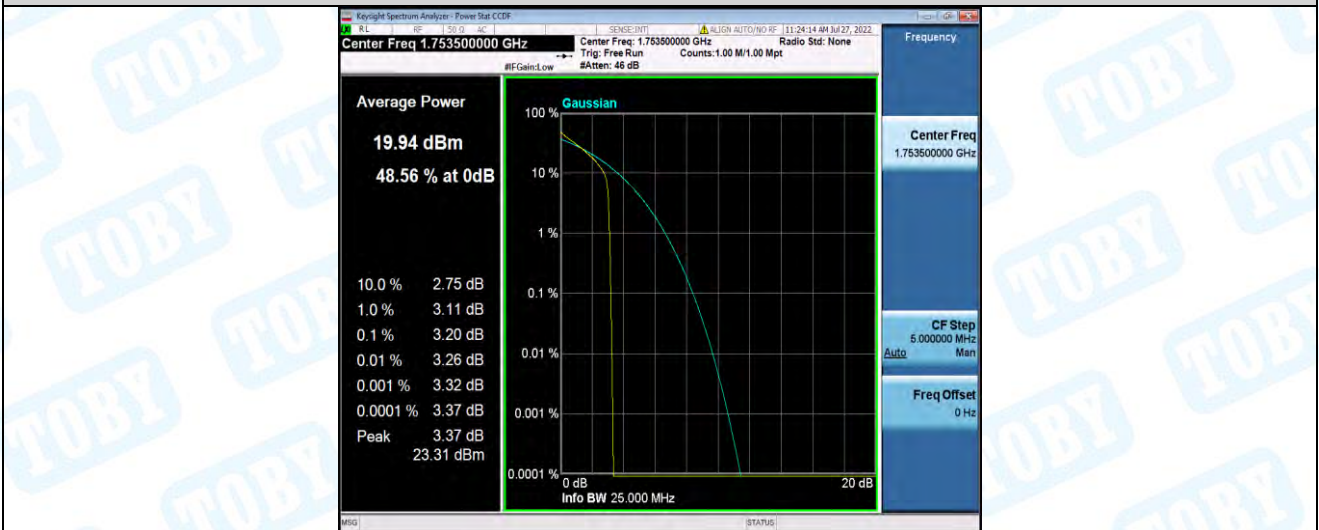 Keysight Spectrum Analyzer - Power Stat CCDF
RL RF 50 Ω AC SENSE:INT ALIGN AUTO/NO RF 11:24:14 AM Jul 27, 2022
Center Freq 1.753500000 GHz
Center Freq: 1.753500000 GHz Radio Std: None
Trig: Free Run Counts:1.00 M/1.00 Mpt
#IFGain:Low #Atten: 46 dB
Frequency
Average Power
19.94 dBm
48.56 % at 0dB
10.0 % 2.75 dB
1.0 % 3.11 dB
0.1 % 3.20 dB
0.01 % 3.26 dB
0.001 % 3.32 dB
0.0001 % 3.37 dB
Peak 3.37 dB
23.31 dBm
Gaussian
100 %
10 %
1 %
0.1 %
0.01 %
0.001 %
0.0001 %
0 dB 20 dB
Info BW 25.000 MHz
Center Freq
1.753500000 GHz
CF Step
5.000000 MHz
Auto Man
Freq Offset
0 Hz
MSG STATUS
TOBY
TOBY
TOBY
TOBY
TOBY
TOBY
TOBY
TOBY